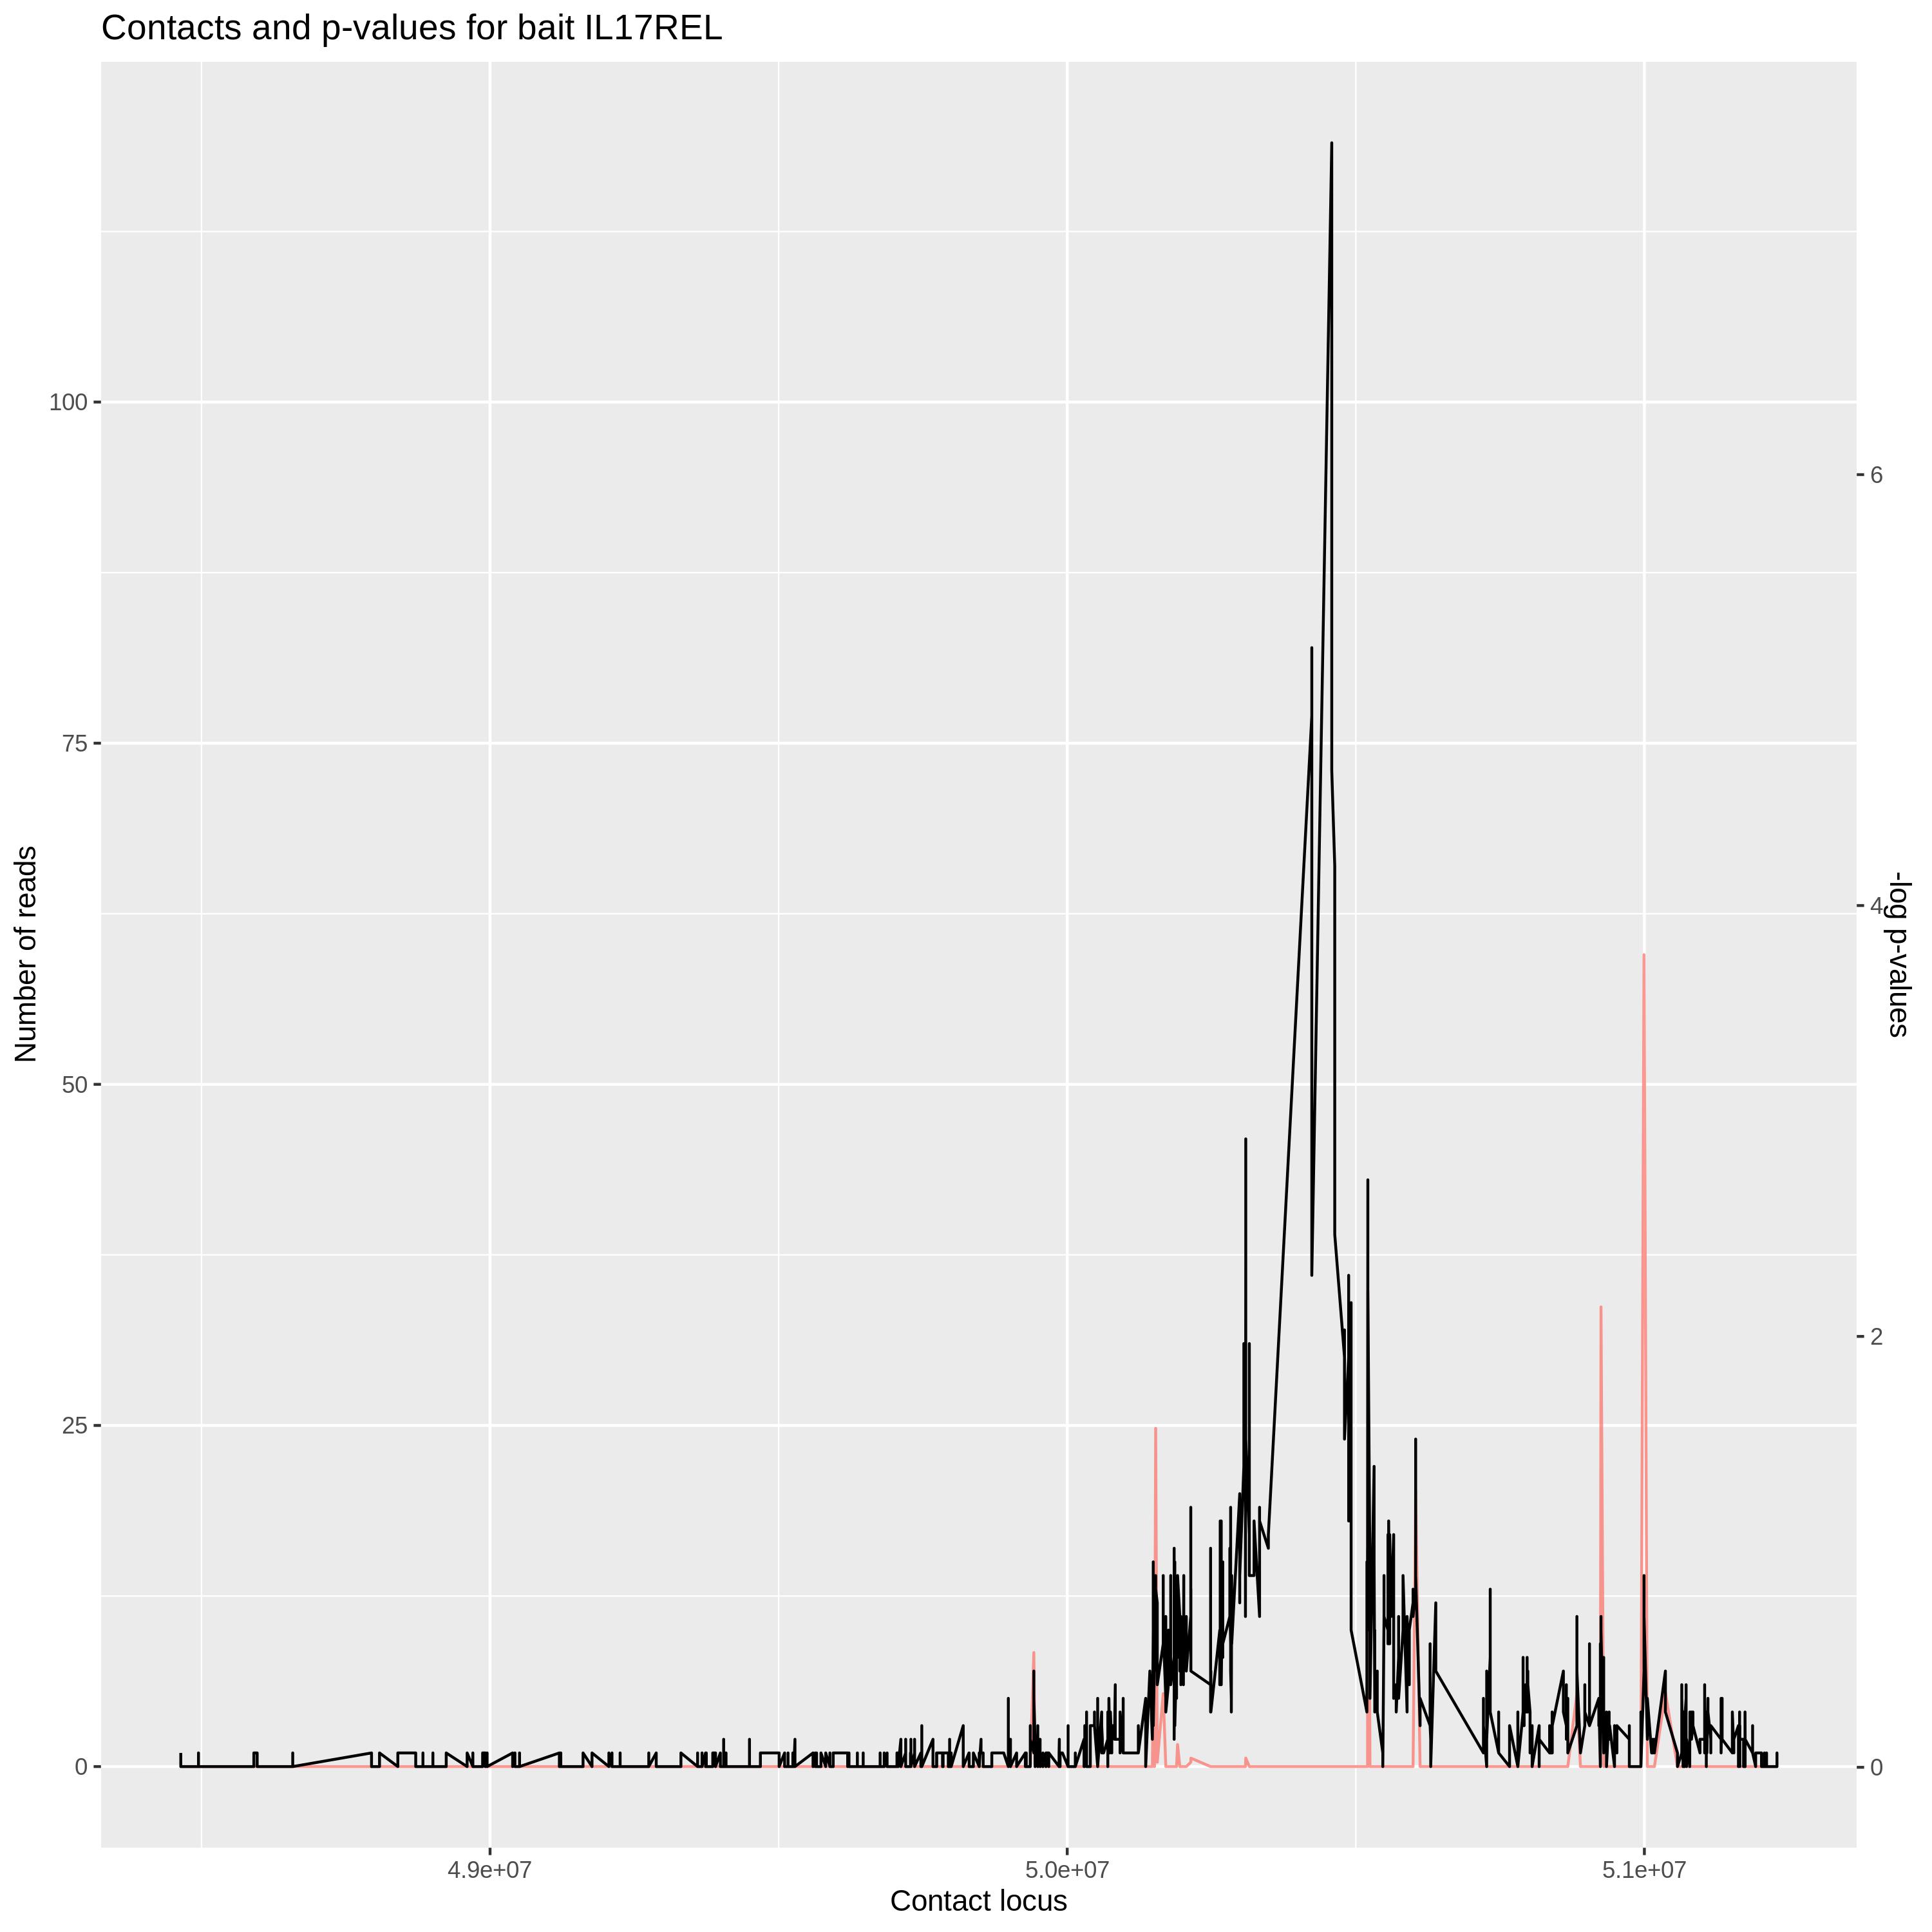 Contacts and p-values for bait IL17REL
100
75
50
25
0
Number of reads
6
4
2
0
-log p-values
4.9e+07
5.0e+07
5.1e+07
Contact locus